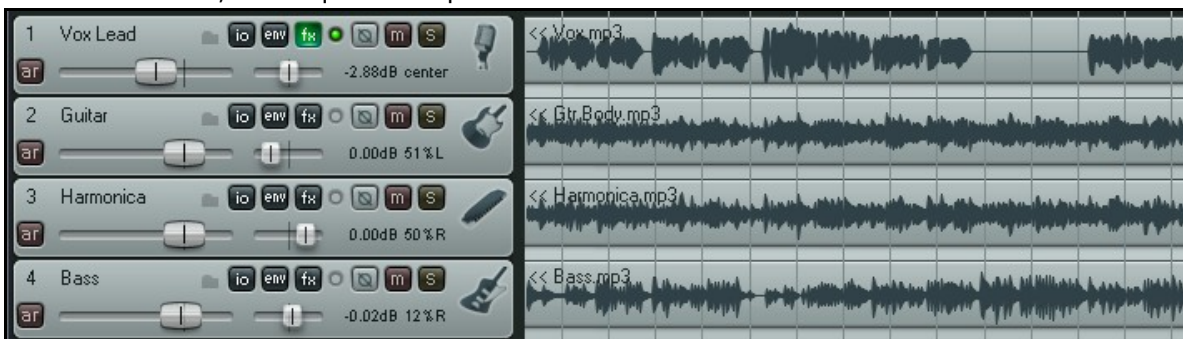 1 Vox Lead io env fx m S << Vox.mp3
ar -2.88dB center
2 Guitar io env fx m S << Gtr.Body.mp3
ar 0.00dB 51%L
3 Harmonica io env fx m S << Harmonica.mp3
ar 0.00dB 50%R
4 Bass io env fx m S << Bass.mp3
ar -0.02dB 12%R